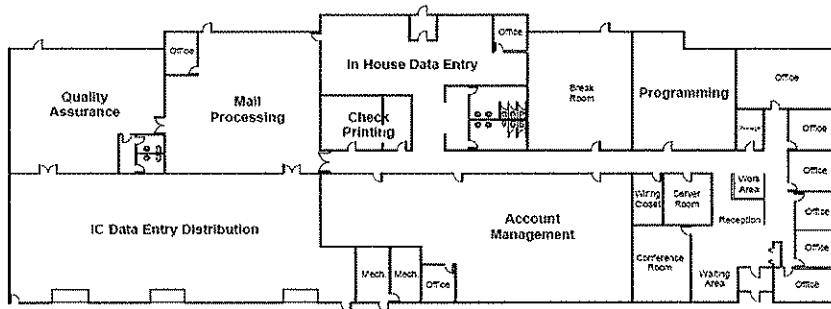 Office
Office
In House Data Entry
Quality
Assurance
Mail
Processing
Check
Printing
Break
Room
Programming
Office
Office
Office
Work
Area
Wiring
Closet
Server
Room
Reception
Office
Office
IC Data Entry Distribution
Account
Management
Mech.
Mech.
Office
Conference
Room
Waiting
Area
Office